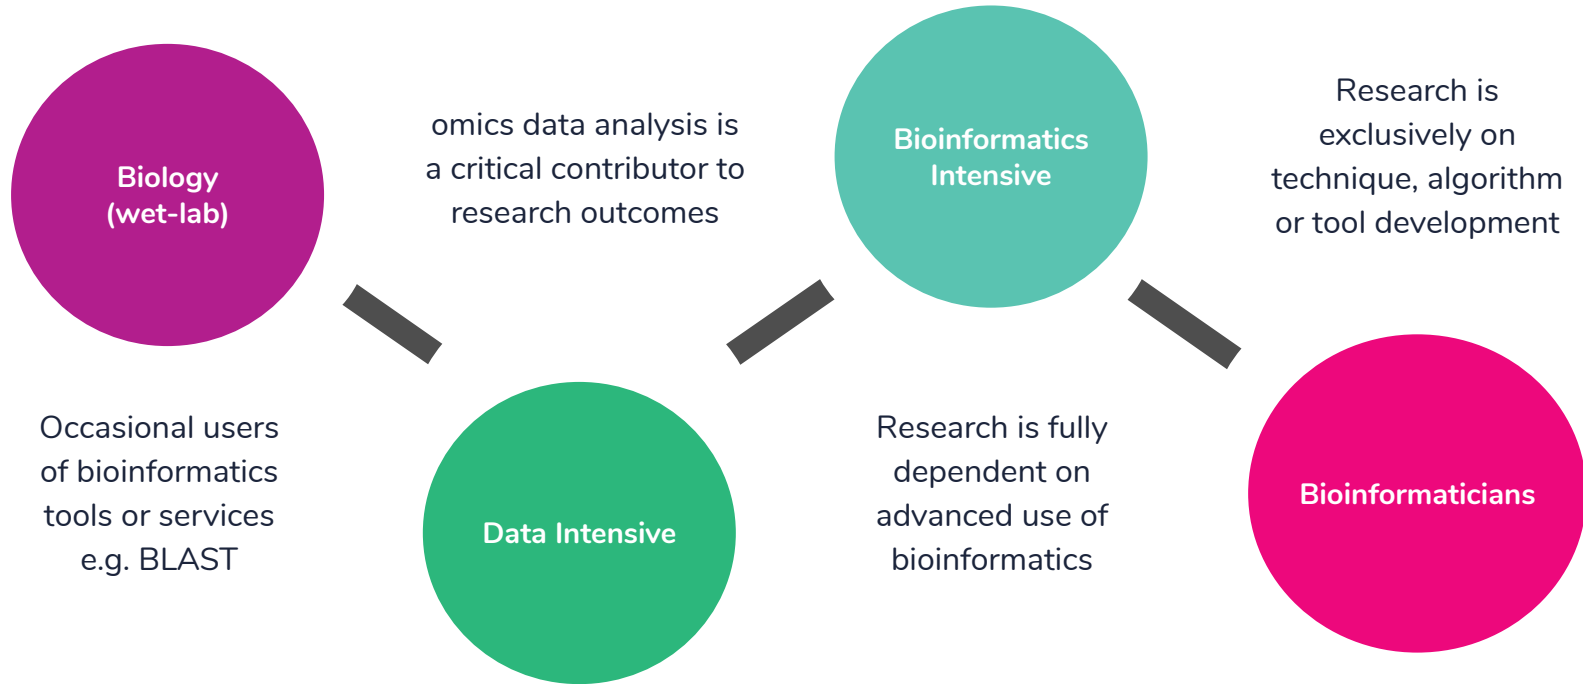 Biology
(wet-lab)
Occasional users
of bioinformatics
tools or services
e.g. BLAST
omics data analysis is
a critical contributor to
research outcomes
Data Intensive
Bioinformatics
Intensive
Research is fully
dependent on
advanced use of
bioinformatics
Research is
exclusively on
technique, algorithm
or tool development
Bioinformaticians